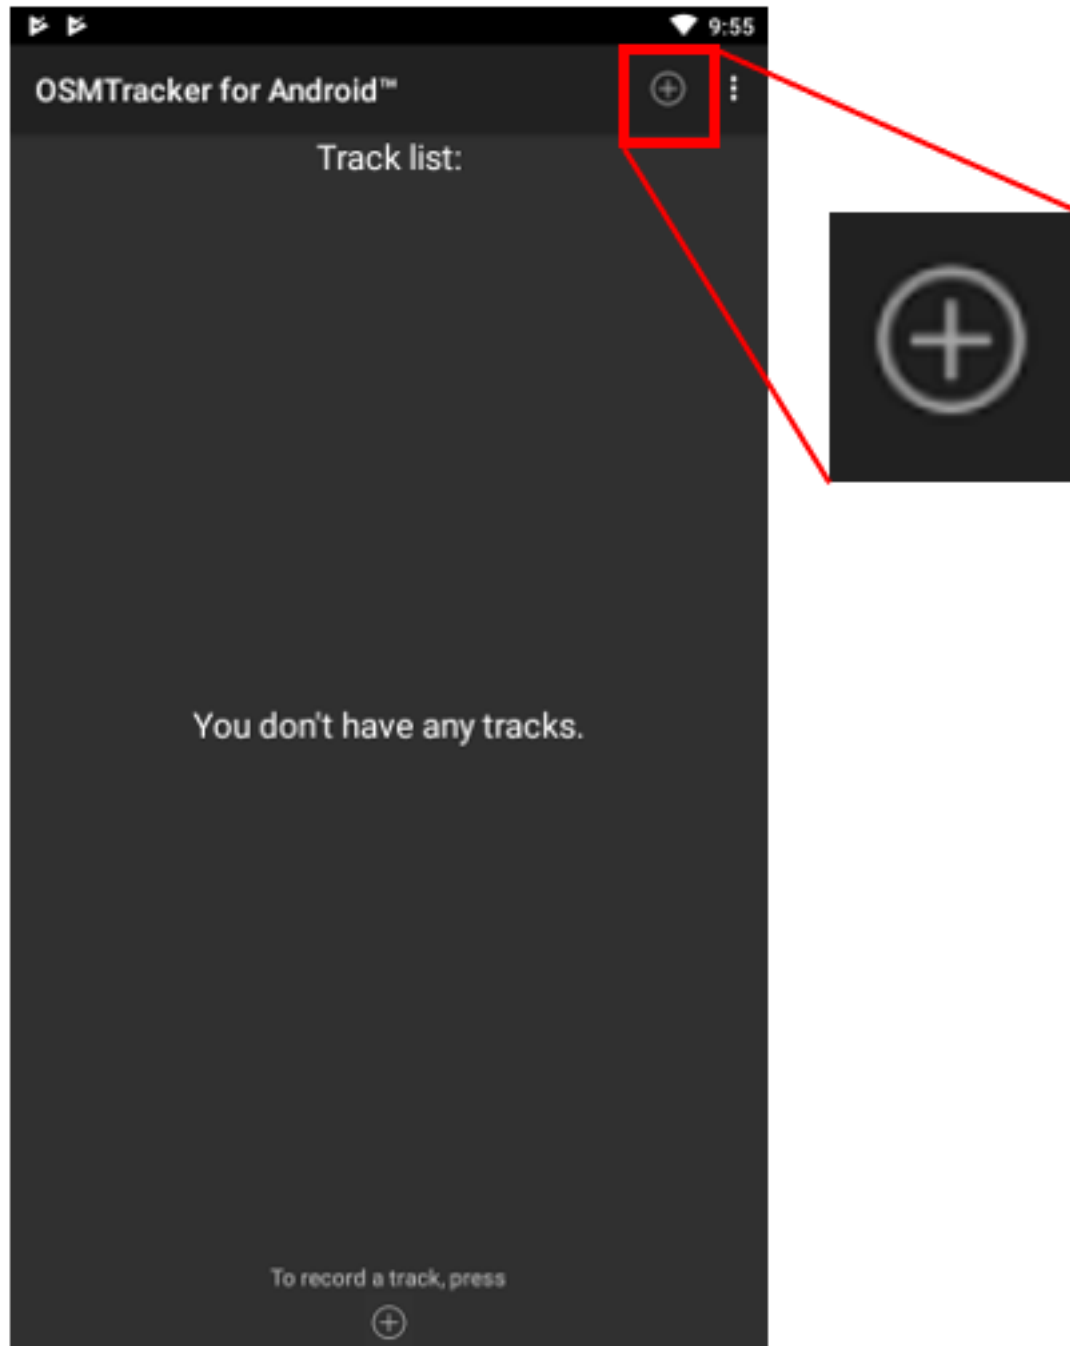 9:55
OSMTracker for Android™
Track list:
You don't have any tracks.
To record a track, press